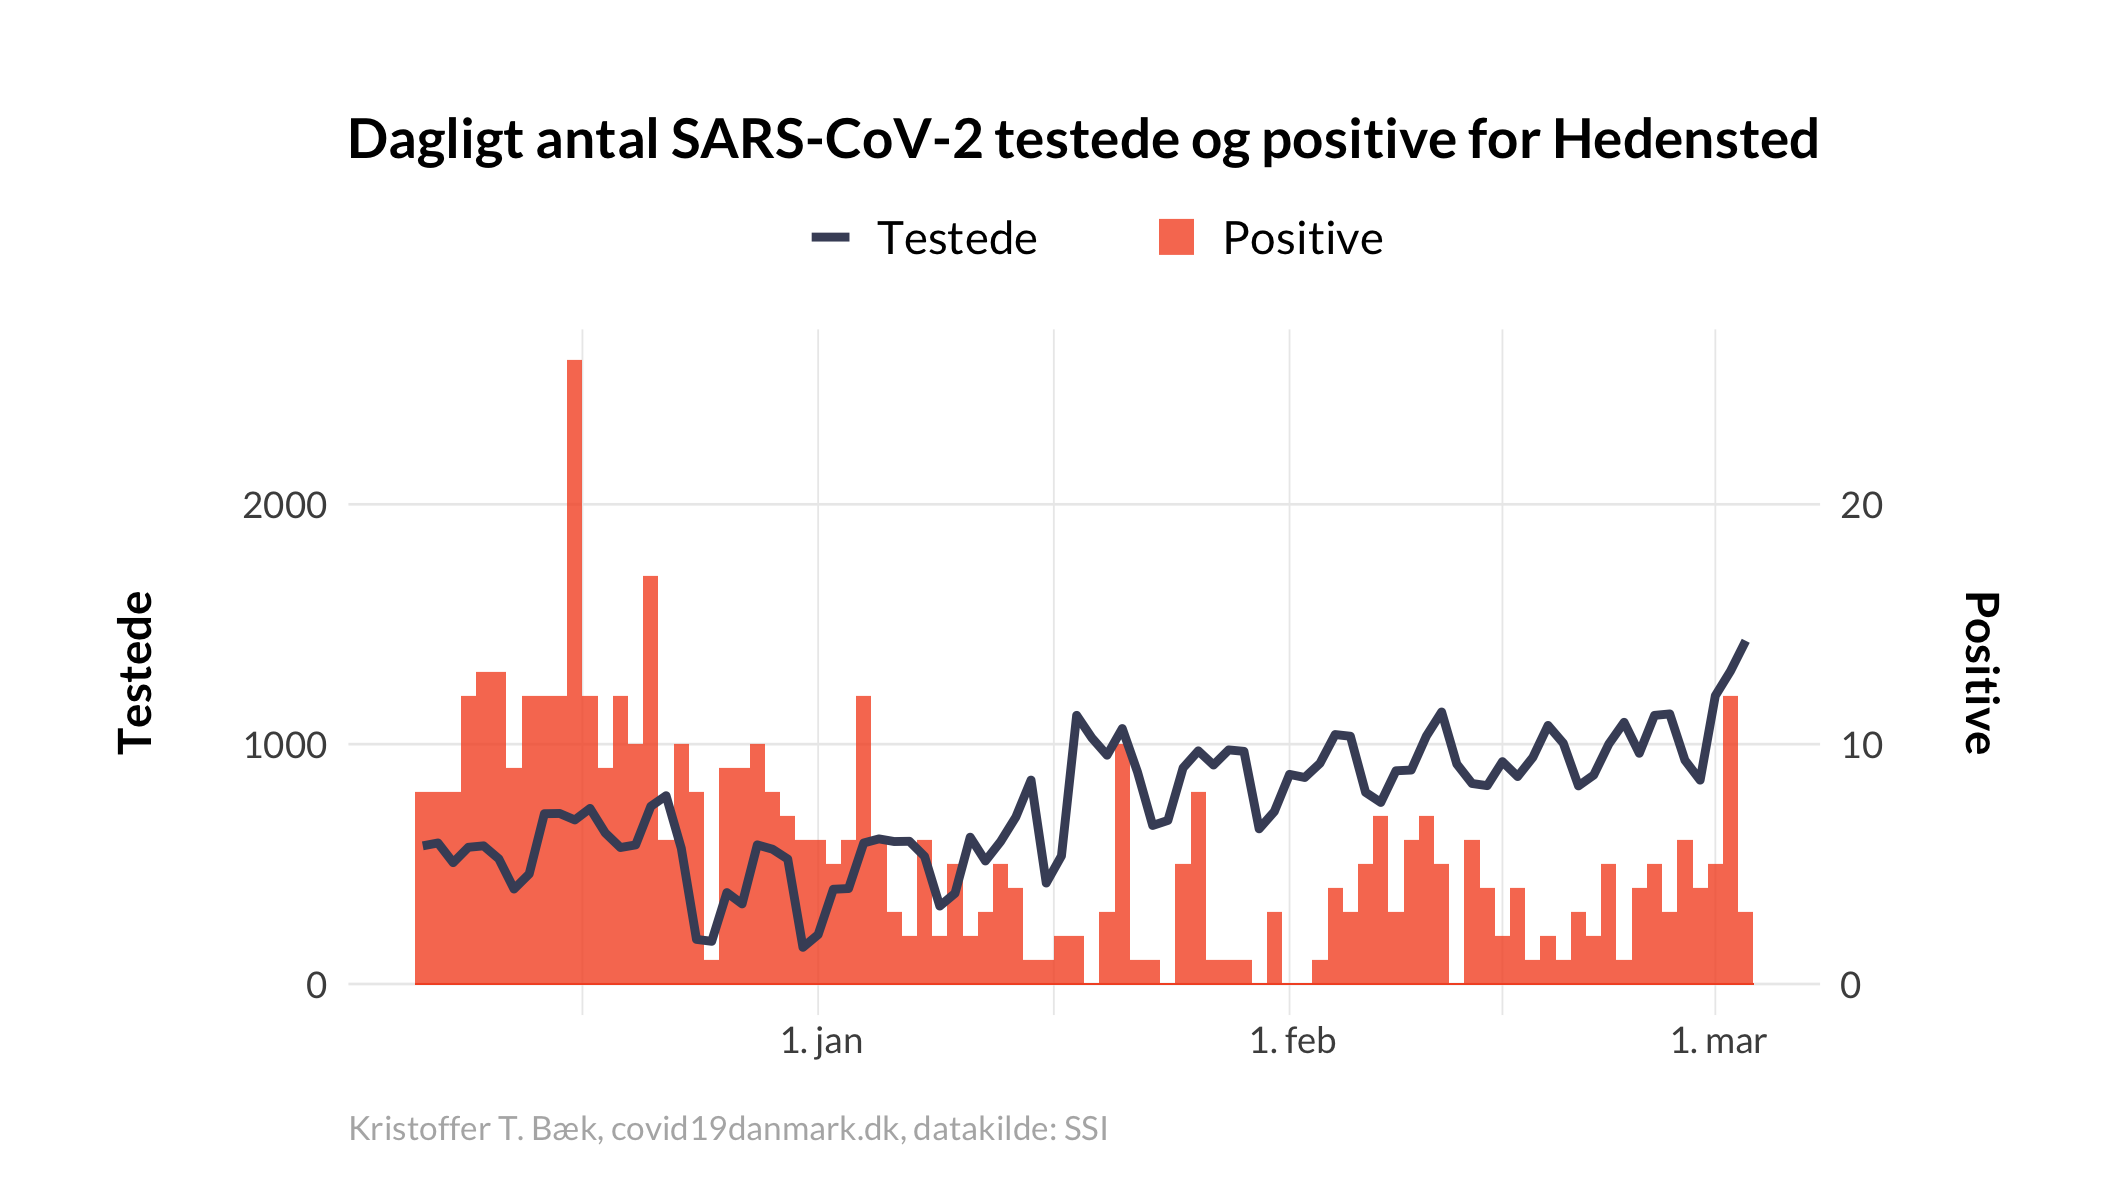 Dagligt antal SARS-CoV-2 testede og positive for Hedensted
Testede
Positive
2000
1000
0
Testede
20
10
0
Positive
1. jan
1. feb
1. mar
Kristoffer T. Bæk, covid19danmark.dk, datakilde: SSI